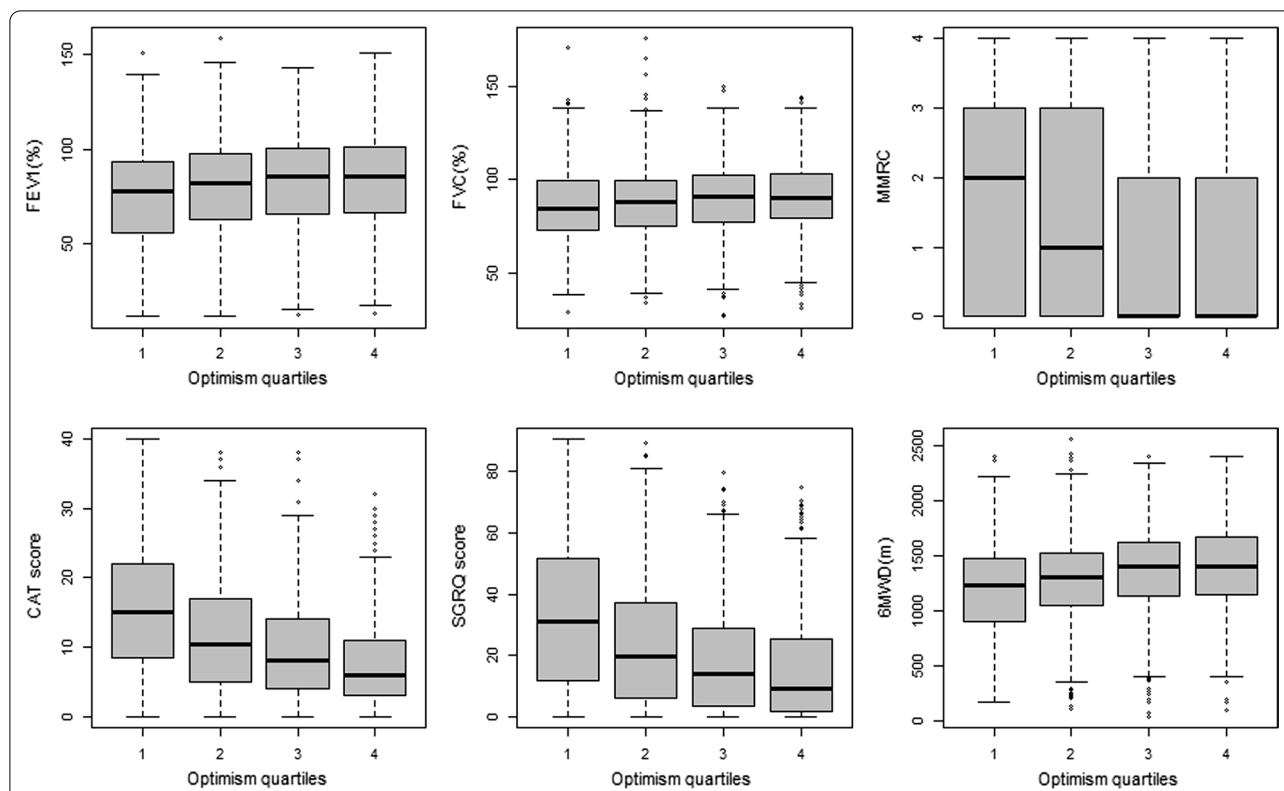 FEV1(%)
150
100
50
1 2 3 4
Optimism quartiles
FVC(%)
150
100
50
1 2 3 4
Optimism quartiles
MMRC
4
3
2
1
0
1 2 3 4
Optimism quartiles
CAT score
40
30
20
10
0
1 2 3 4
Optimism quartiles
SGRQ score
80
60
40
20
0
1 2 3 4
Optimism quartiles
6MWD(m)
2500
2000
1500
1000
500
0
1 2 3 4
Optimism quartiles